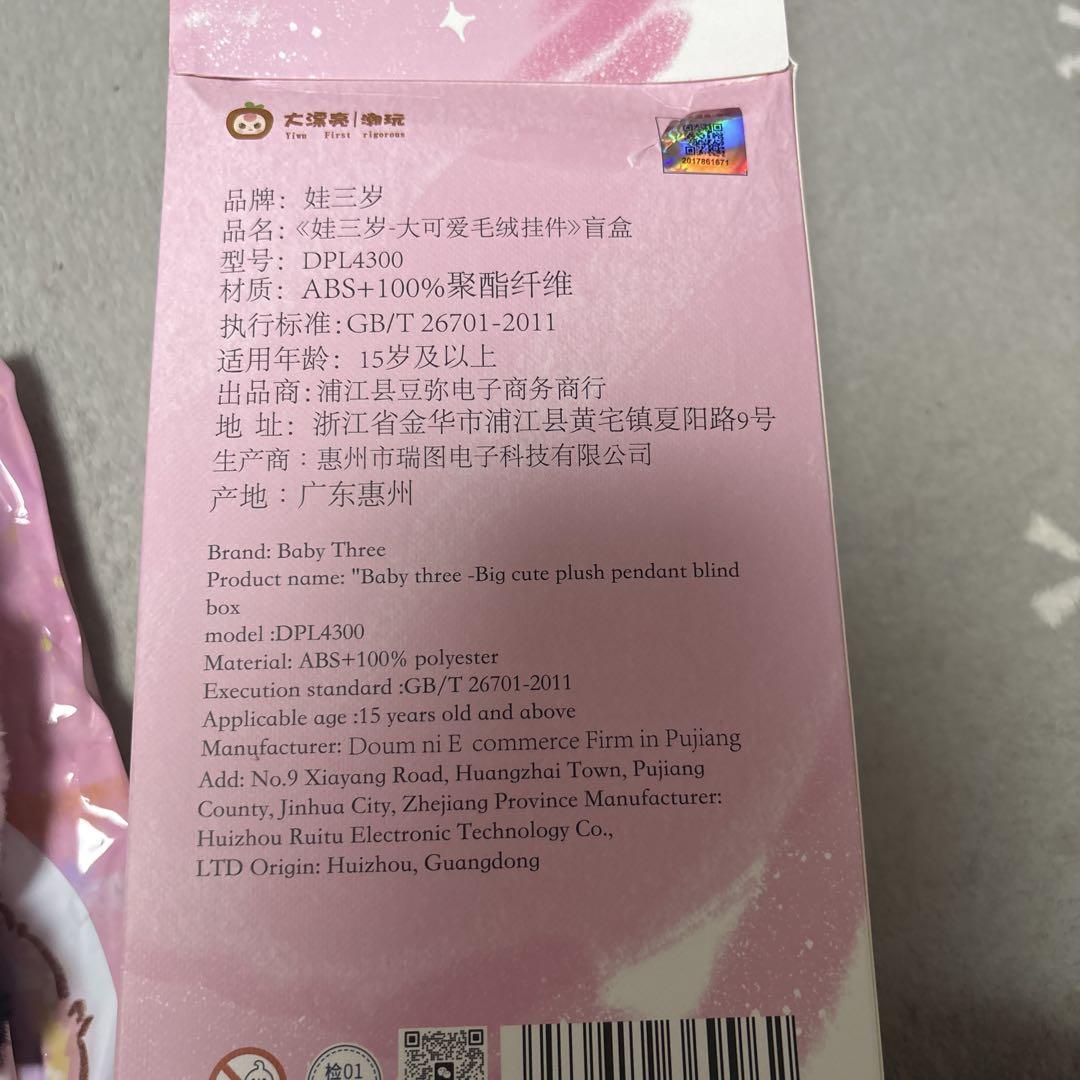 大漂亮|潮玩
Yiwu First rigorous
2017861671
品牌：娃三岁
品名：《娃三岁-大可爱毛绒挂件》盲盒
型号：DPL4300
材质：ABS+100%聚酯纤维
执行标准：GB/T 26701-2011
适用年龄：15岁及以上
出品商：浦江县豆弥电子商务商行
地 址：浙江省金华市浦江县黄宅镇夏阳路9号
生产商：惠州市瑞图电子科技有限公司
产地：广东惠州
Brand: Baby Three
Product name: "Baby three -Big cute plush pendant blind
box
model :DPL4300
Material: ABS+100% polyester
Execution standard :GB/T 26701-2011
Applicable age :15 years old and above
Manufacturer: Doum ni E commerce Firm in Pujiang
Add: No.9 Xiayang Road, Huangzhai Town, Pujiang
County, Jinhua City, Zhejiang Province Manufacturer:
Huizhou Ruitu Electronic Technology Co.,
LTD Origin: Huizhou, Guangdong
检01